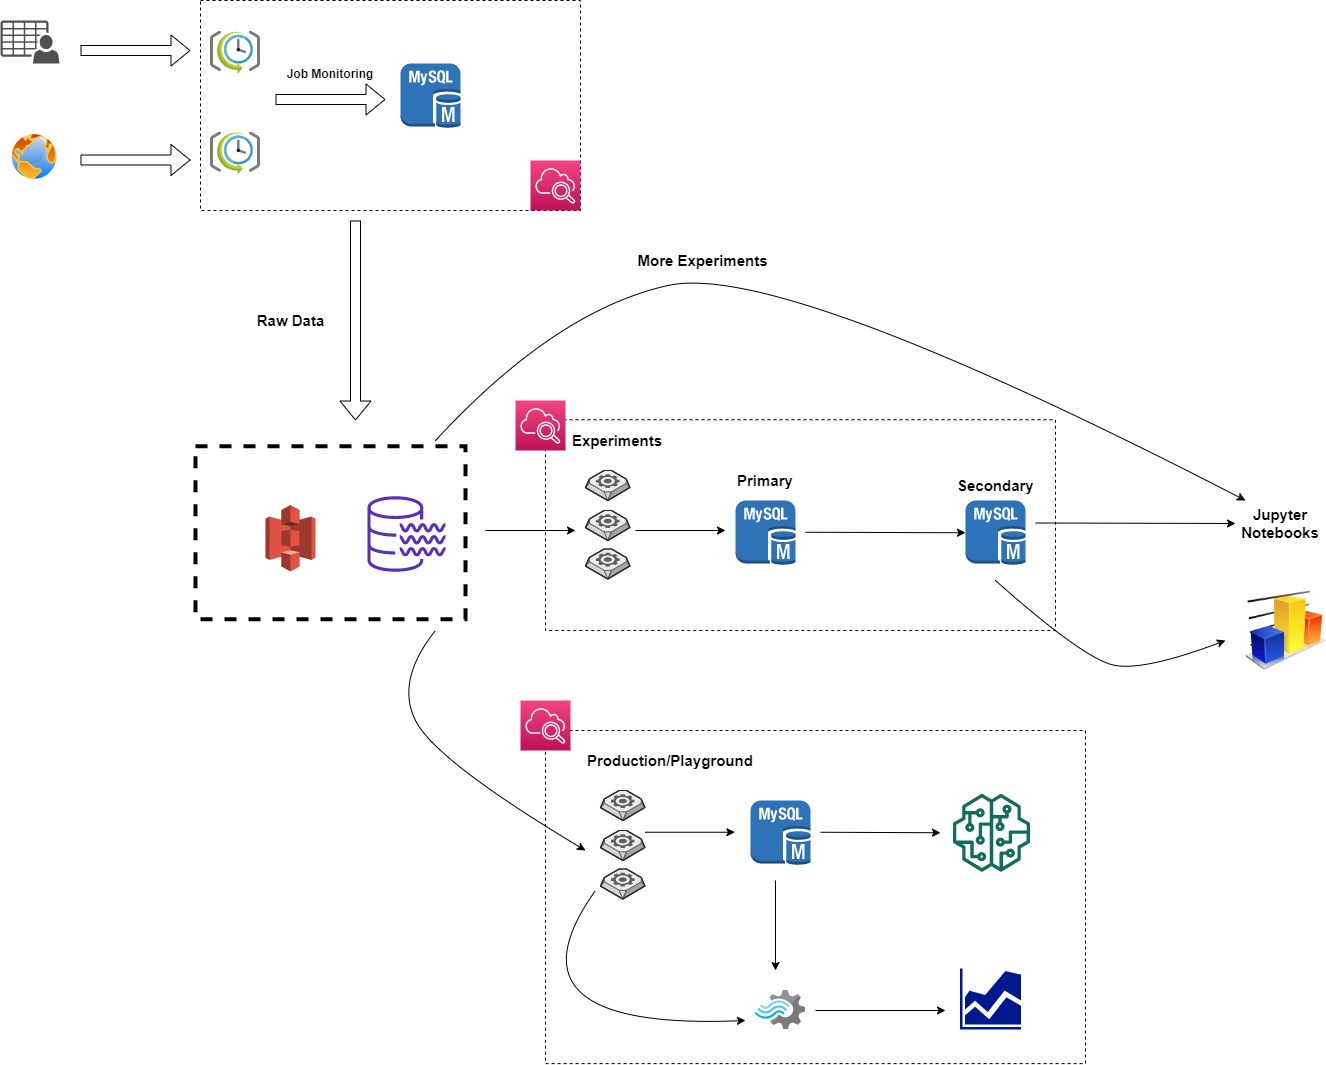 Job Monitoring
MySQL
M
Raw Data
More Experiments
Experiments
Primary
MySQL
M
Secondary
MySQL
M
Jupyter
Notebooks
Production/Playground
MySQL
M